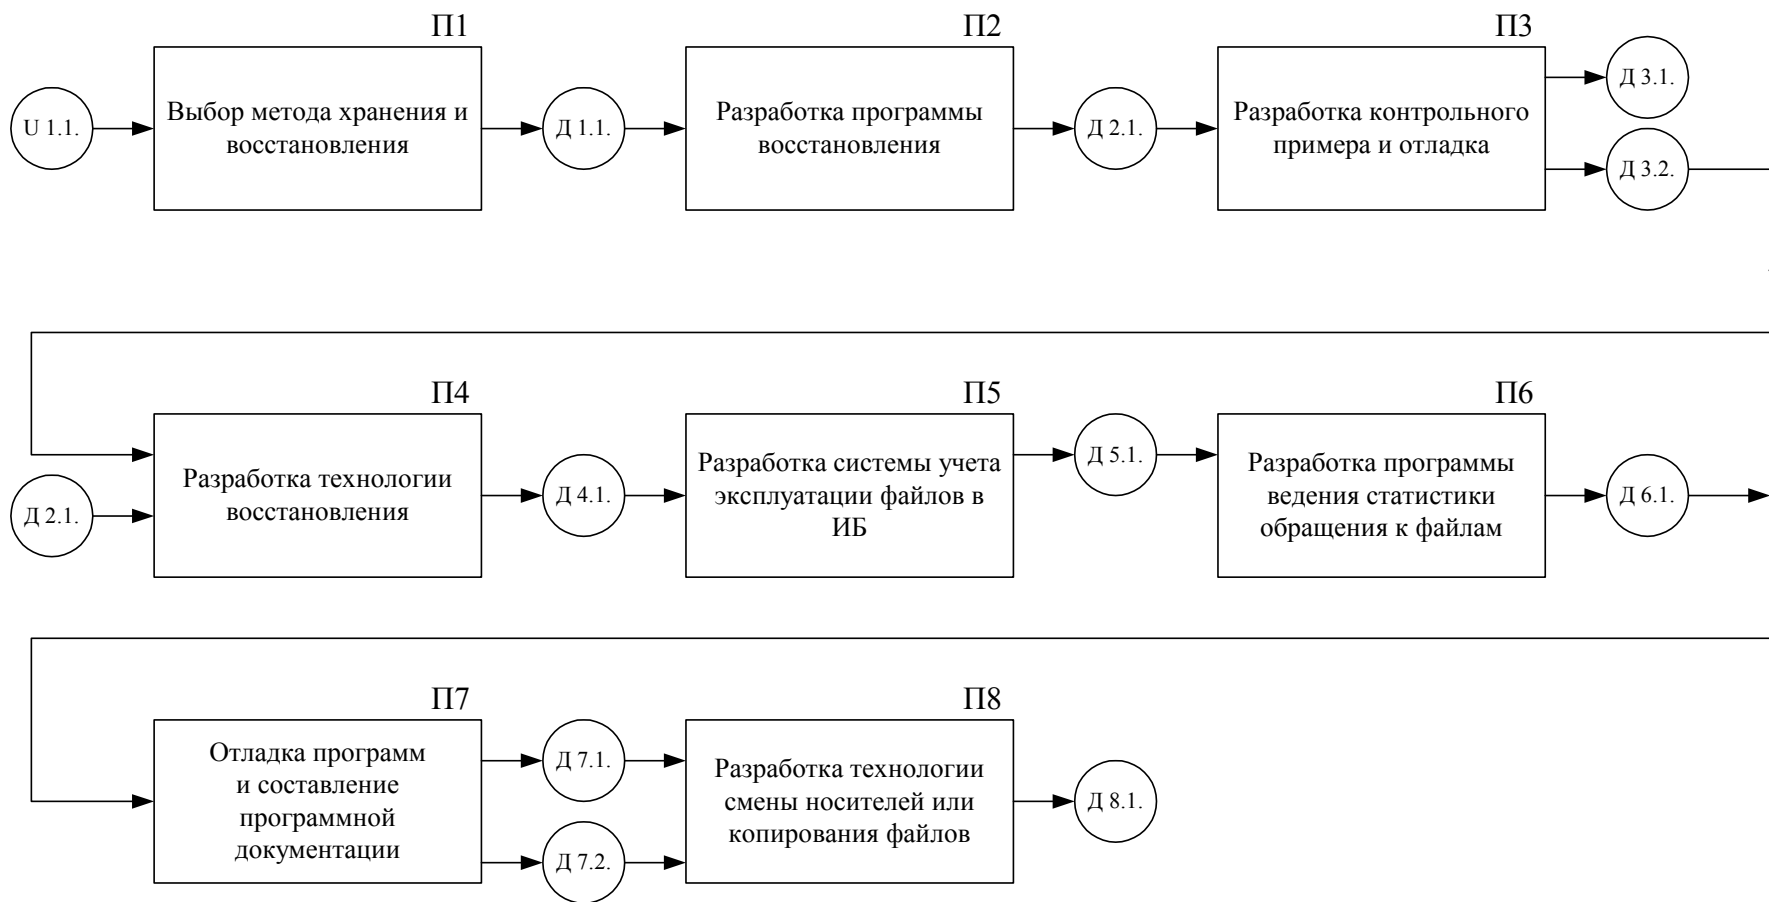 П1
П2
П3
U 1.1.
Выбор метода хранения и
восстановления
Д 1.1.
Разработка программы
восстановления
Д 2.1.
Разработка контрольного
примера и отладка
Д 3.1.
Д 3.2.
П4
П5
П6
Д 2.1.
Разработка технологии
восстановления
Д 4.1.
Разработка системы учета
эксплуатации файлов в
ИБ
Д 5.1.
Разработка программы
ведения статистики
обращения к файлам
Д 6.1.
П7
П8
Отладка программ
и составление
программной
документации
Д 7.1.
Д 7.2.
Разработка технологии
смены носителей или
копирования файлов
Д 8.1.